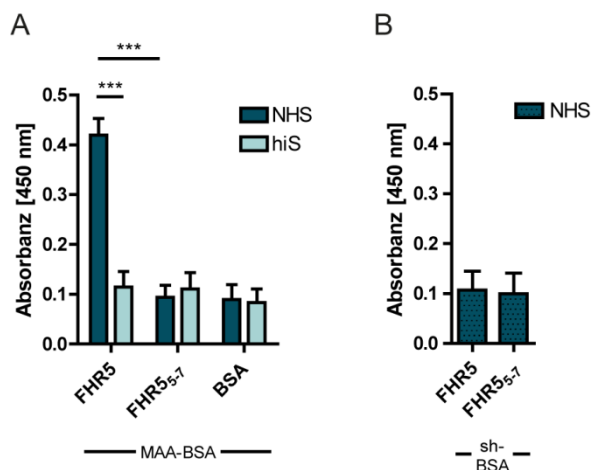 A
B
***
***
NHS
hiS
NHS
Absorbanz [450 nm]
0.5
0.4
0.3
0.2
0.1
0.0
FHR5
FHR5₅₋₇
BSA
MAA-BSA
Absorbanz [450 nm]
0.5
0.4
0.3
0.2
0.1
0.0
FHR5
FHR5₅₋₇
sh-
BSA